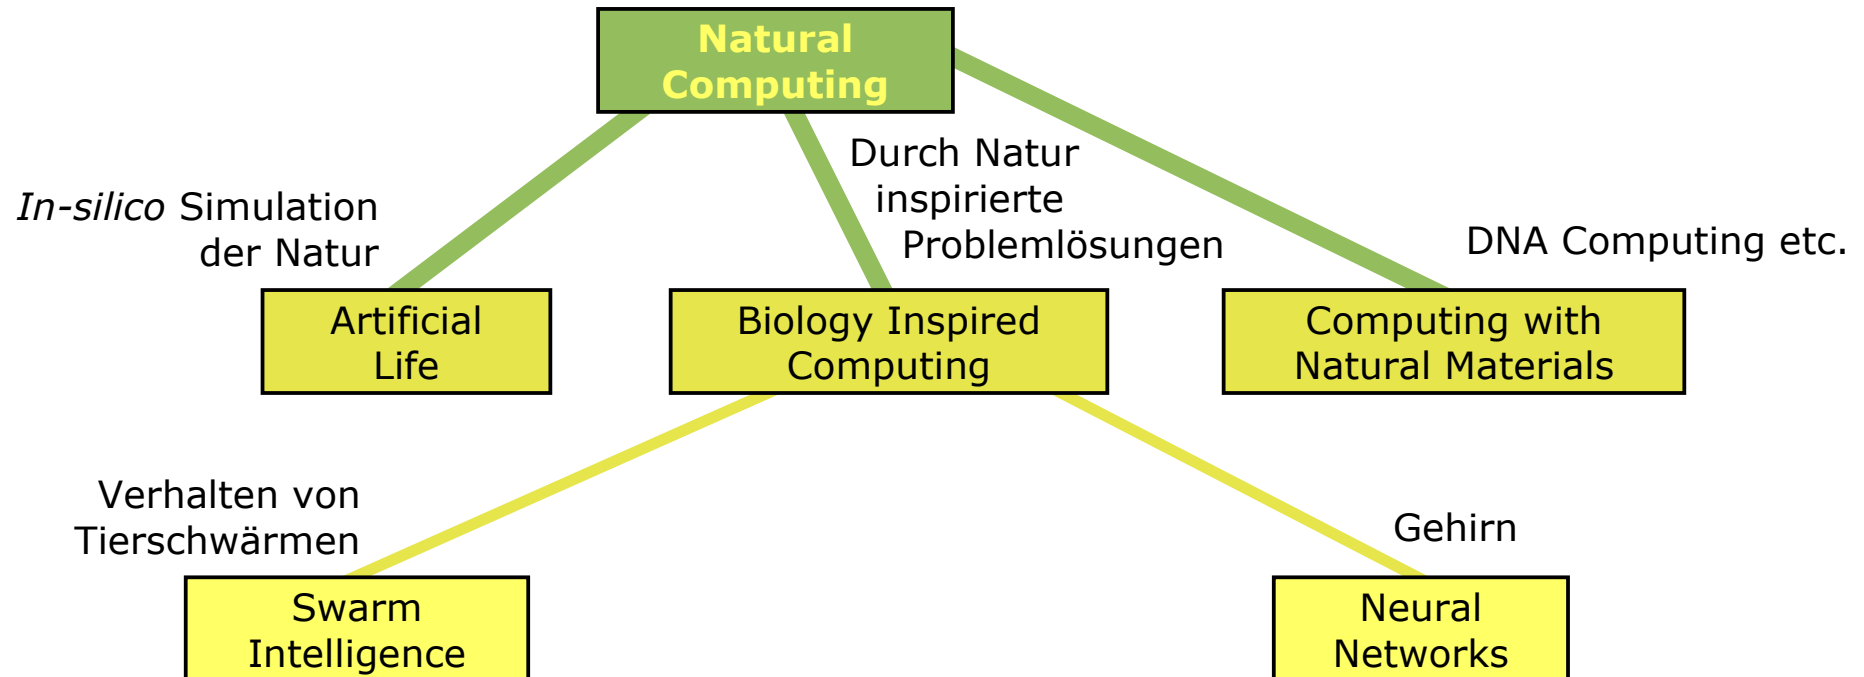 Natural
Computing
Durch Natur
inspirierte
Problemlösungen
In-silico Simulation
der Natur
DNA Computing etc.
Artificial
Life
Biology Inspired
Computing
Computing with
Natural Materials
Verhalten von
Tierschwärmen
Gehirn
Swarm
Intelligence
Neural
Networks